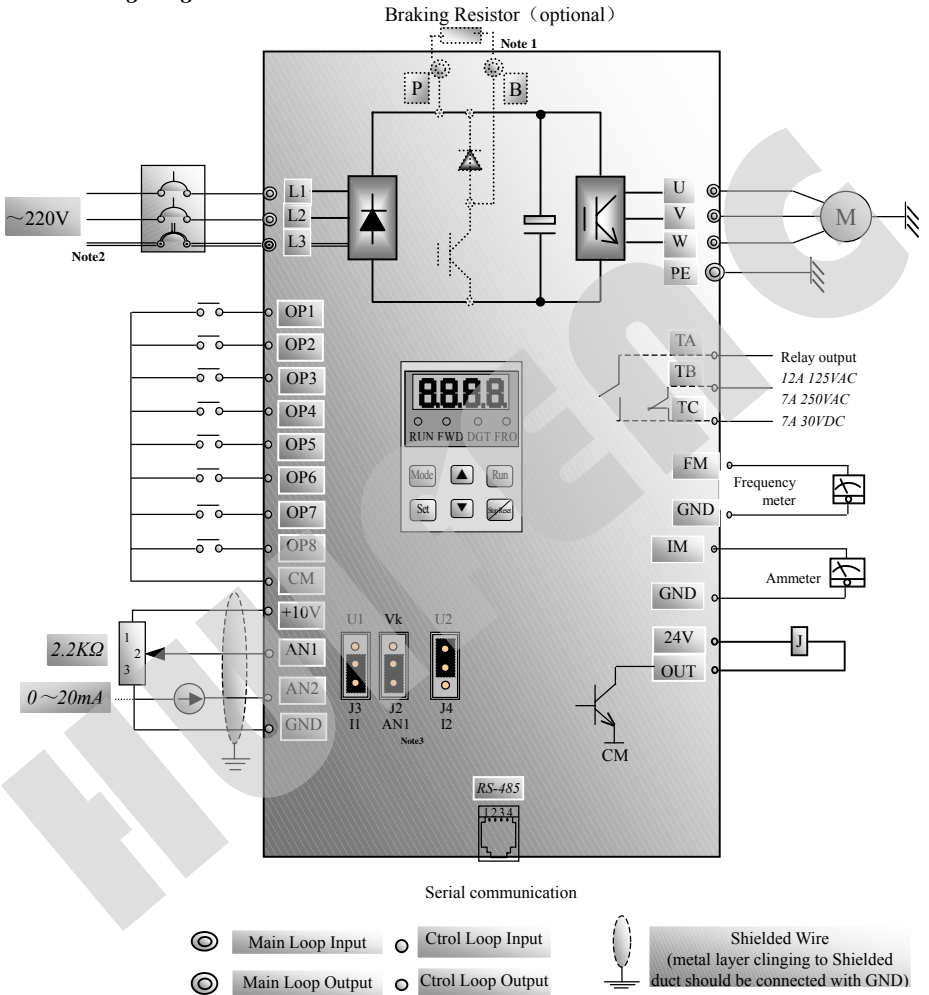 Braking Resistor（optional）
Note 1
P
B
L1
L2
L3
～220V
Note2
U
V
W
PE
M
OP1
OP2
OP3
OP4
OP5
OP6
OP7
OP8
CM
+10V
AN1
AN2
GND
2.2KΩ
1
2
3
0～20mA
RUN FWD DGT FRO
Mode
Run
Set
Stop/Reset
TA
TB
TC
Relay output
12A 125VAC
7A 250VAC
7A 30VDC
FM
Frequency
meter
GND
IM
Ammeter
GND
24V
J
OUT
CM
U1
Vk
U2
J3
J2
J4
I1
AN1
I2
Note3
RS-485
1234
Serial communication
Main Loop Input
Ctrol Loop Input
Main Loop Output
Ctrol Loop Output
Shielded Wire
(metal layer clinging to Shielded
duct should be connected with GND)
HUIFENG